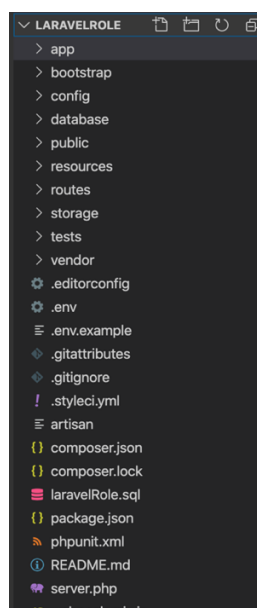 LARAVELROLE
app
bootstrap
config
database
public
resources
routes
storage
tests
vendor
.editorconfig
.env
.env.example
.gitattributes
.gitignore
! .styleci.yml
artisan
{} composer.json
{} composer.lock
laravelRole.sql
{} package.json
phpunit.xml
README.md
server.php